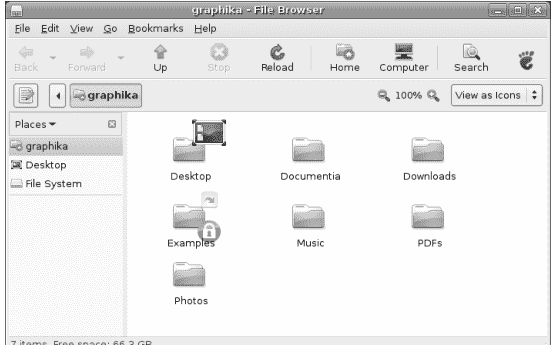 graphika - File Browser
File Edit View Go Bookmarks Help
Back Forward Up Stop Reload Home Computer Search
graphika 100% View as Icons
Places
graphika
Desktop
File System
Desktop Documentia Downloads
Examples Music PDFs
Photos
7 items, Free space: 66.3 GB